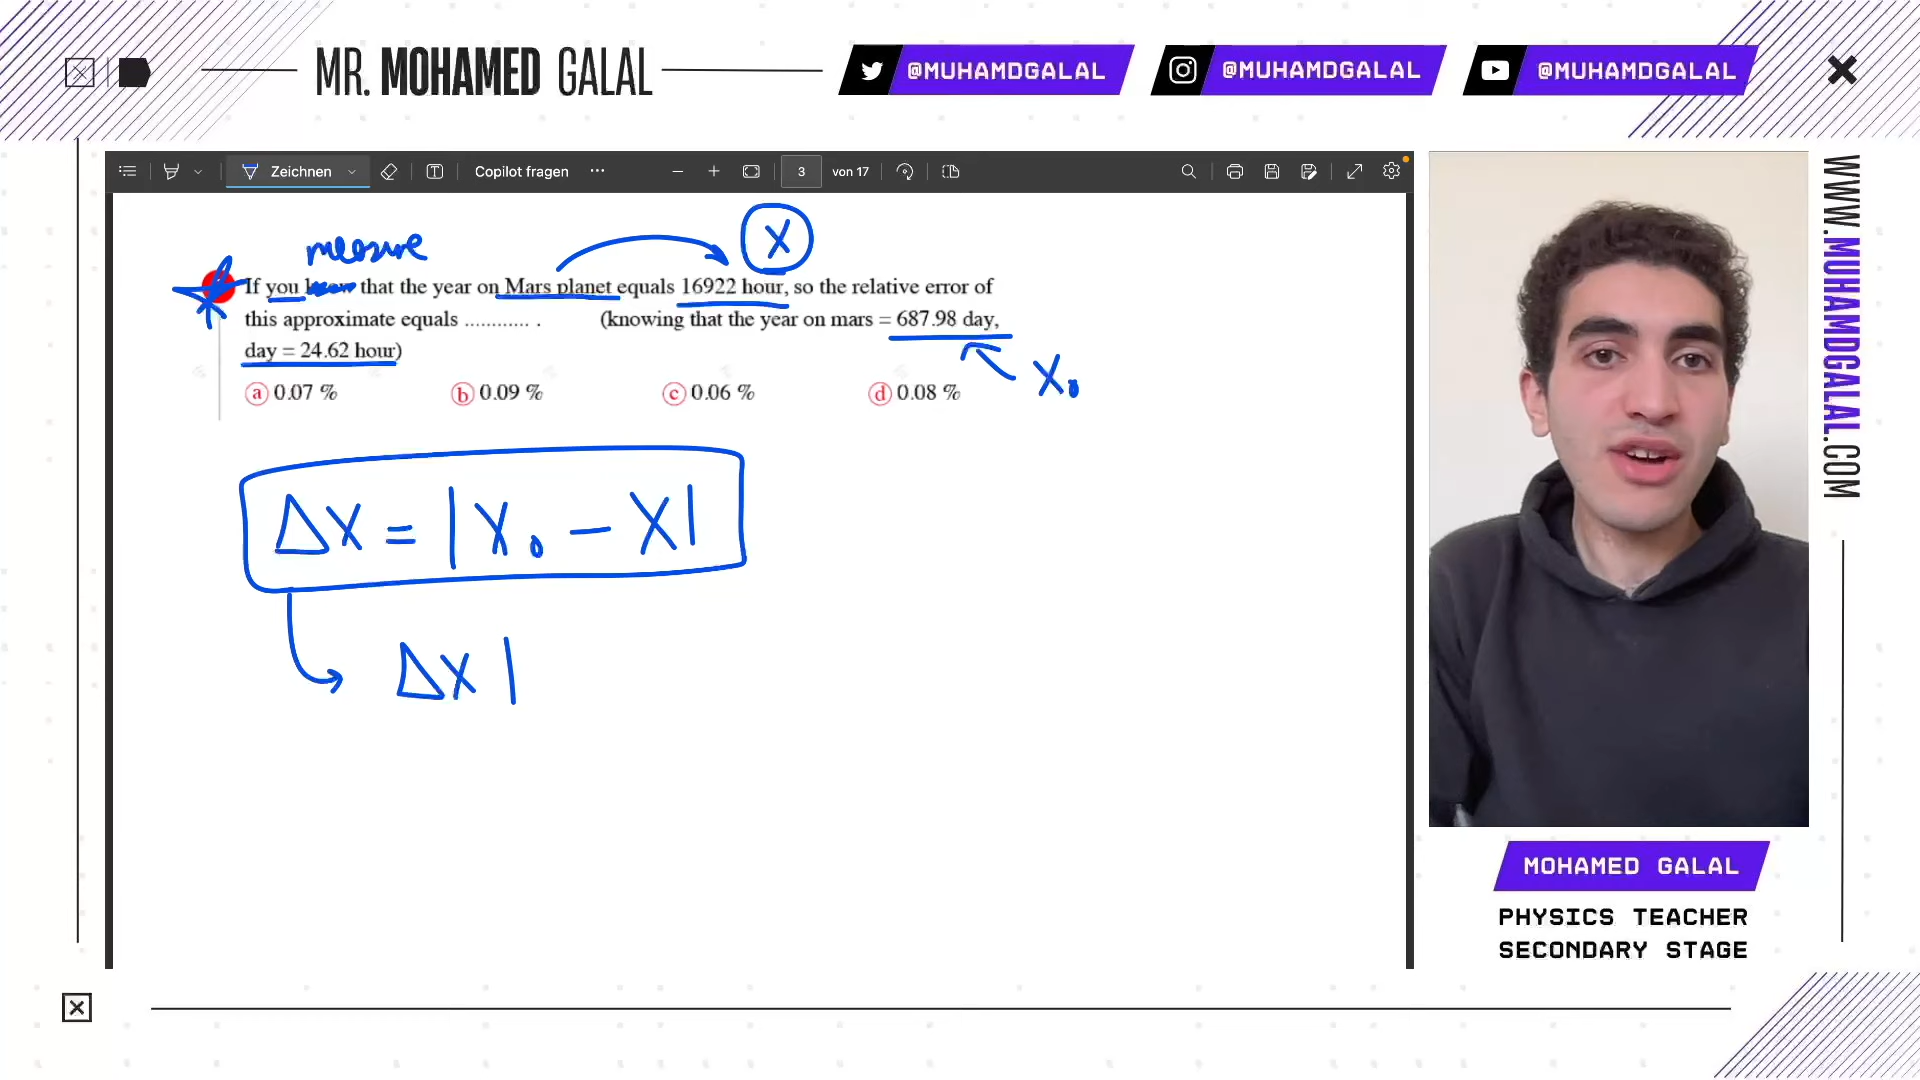 MR. MOHAMED GALAL
@MUHAMDGALAL
@MUHAMDGALAL
@MUHAMDGALAL
Zeichnen
Copilot fragen
3
von 17
measure
X
If you know that the year on Mars planet equals 16922 hour, so the relative error of
this approximate equals ............ . (knowing that the year on mars = 687.98 day,
day = 24.62 hour)
X₀
a 0.07 %
b 0.09 %
c 0.06 %
d 0.08 %
ΔX = | X₀ − X |
ΔX |
WWW.MUHAMDGALAL.COM
MOHAMED GALAL
PHYSICS TEACHER
SECONDARY STAGE